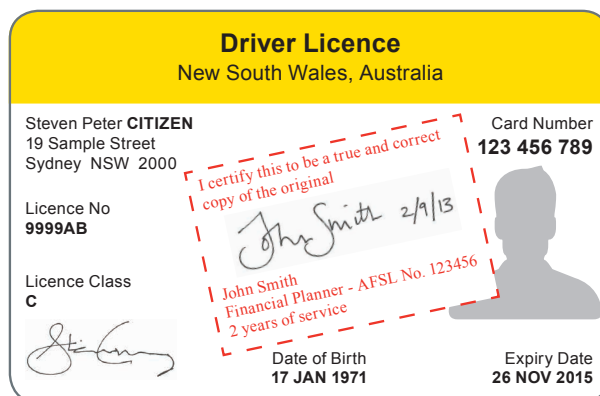 Driver Licence
New South Wales, Australia
Steven Peter CITIZEN
19 Sample Street
Sydney NSW 2000
Card Number
123 456 789
I certify this to be a true and correct
copy of the original
John Smith 2/9/13
John Smith
Financial Planner - AFSL No. 123456
2 years of service
Licence No
9999AB
Licence Class
C
Date of Birth
17 JAN 1971
Expiry Date
26 NOV 2015